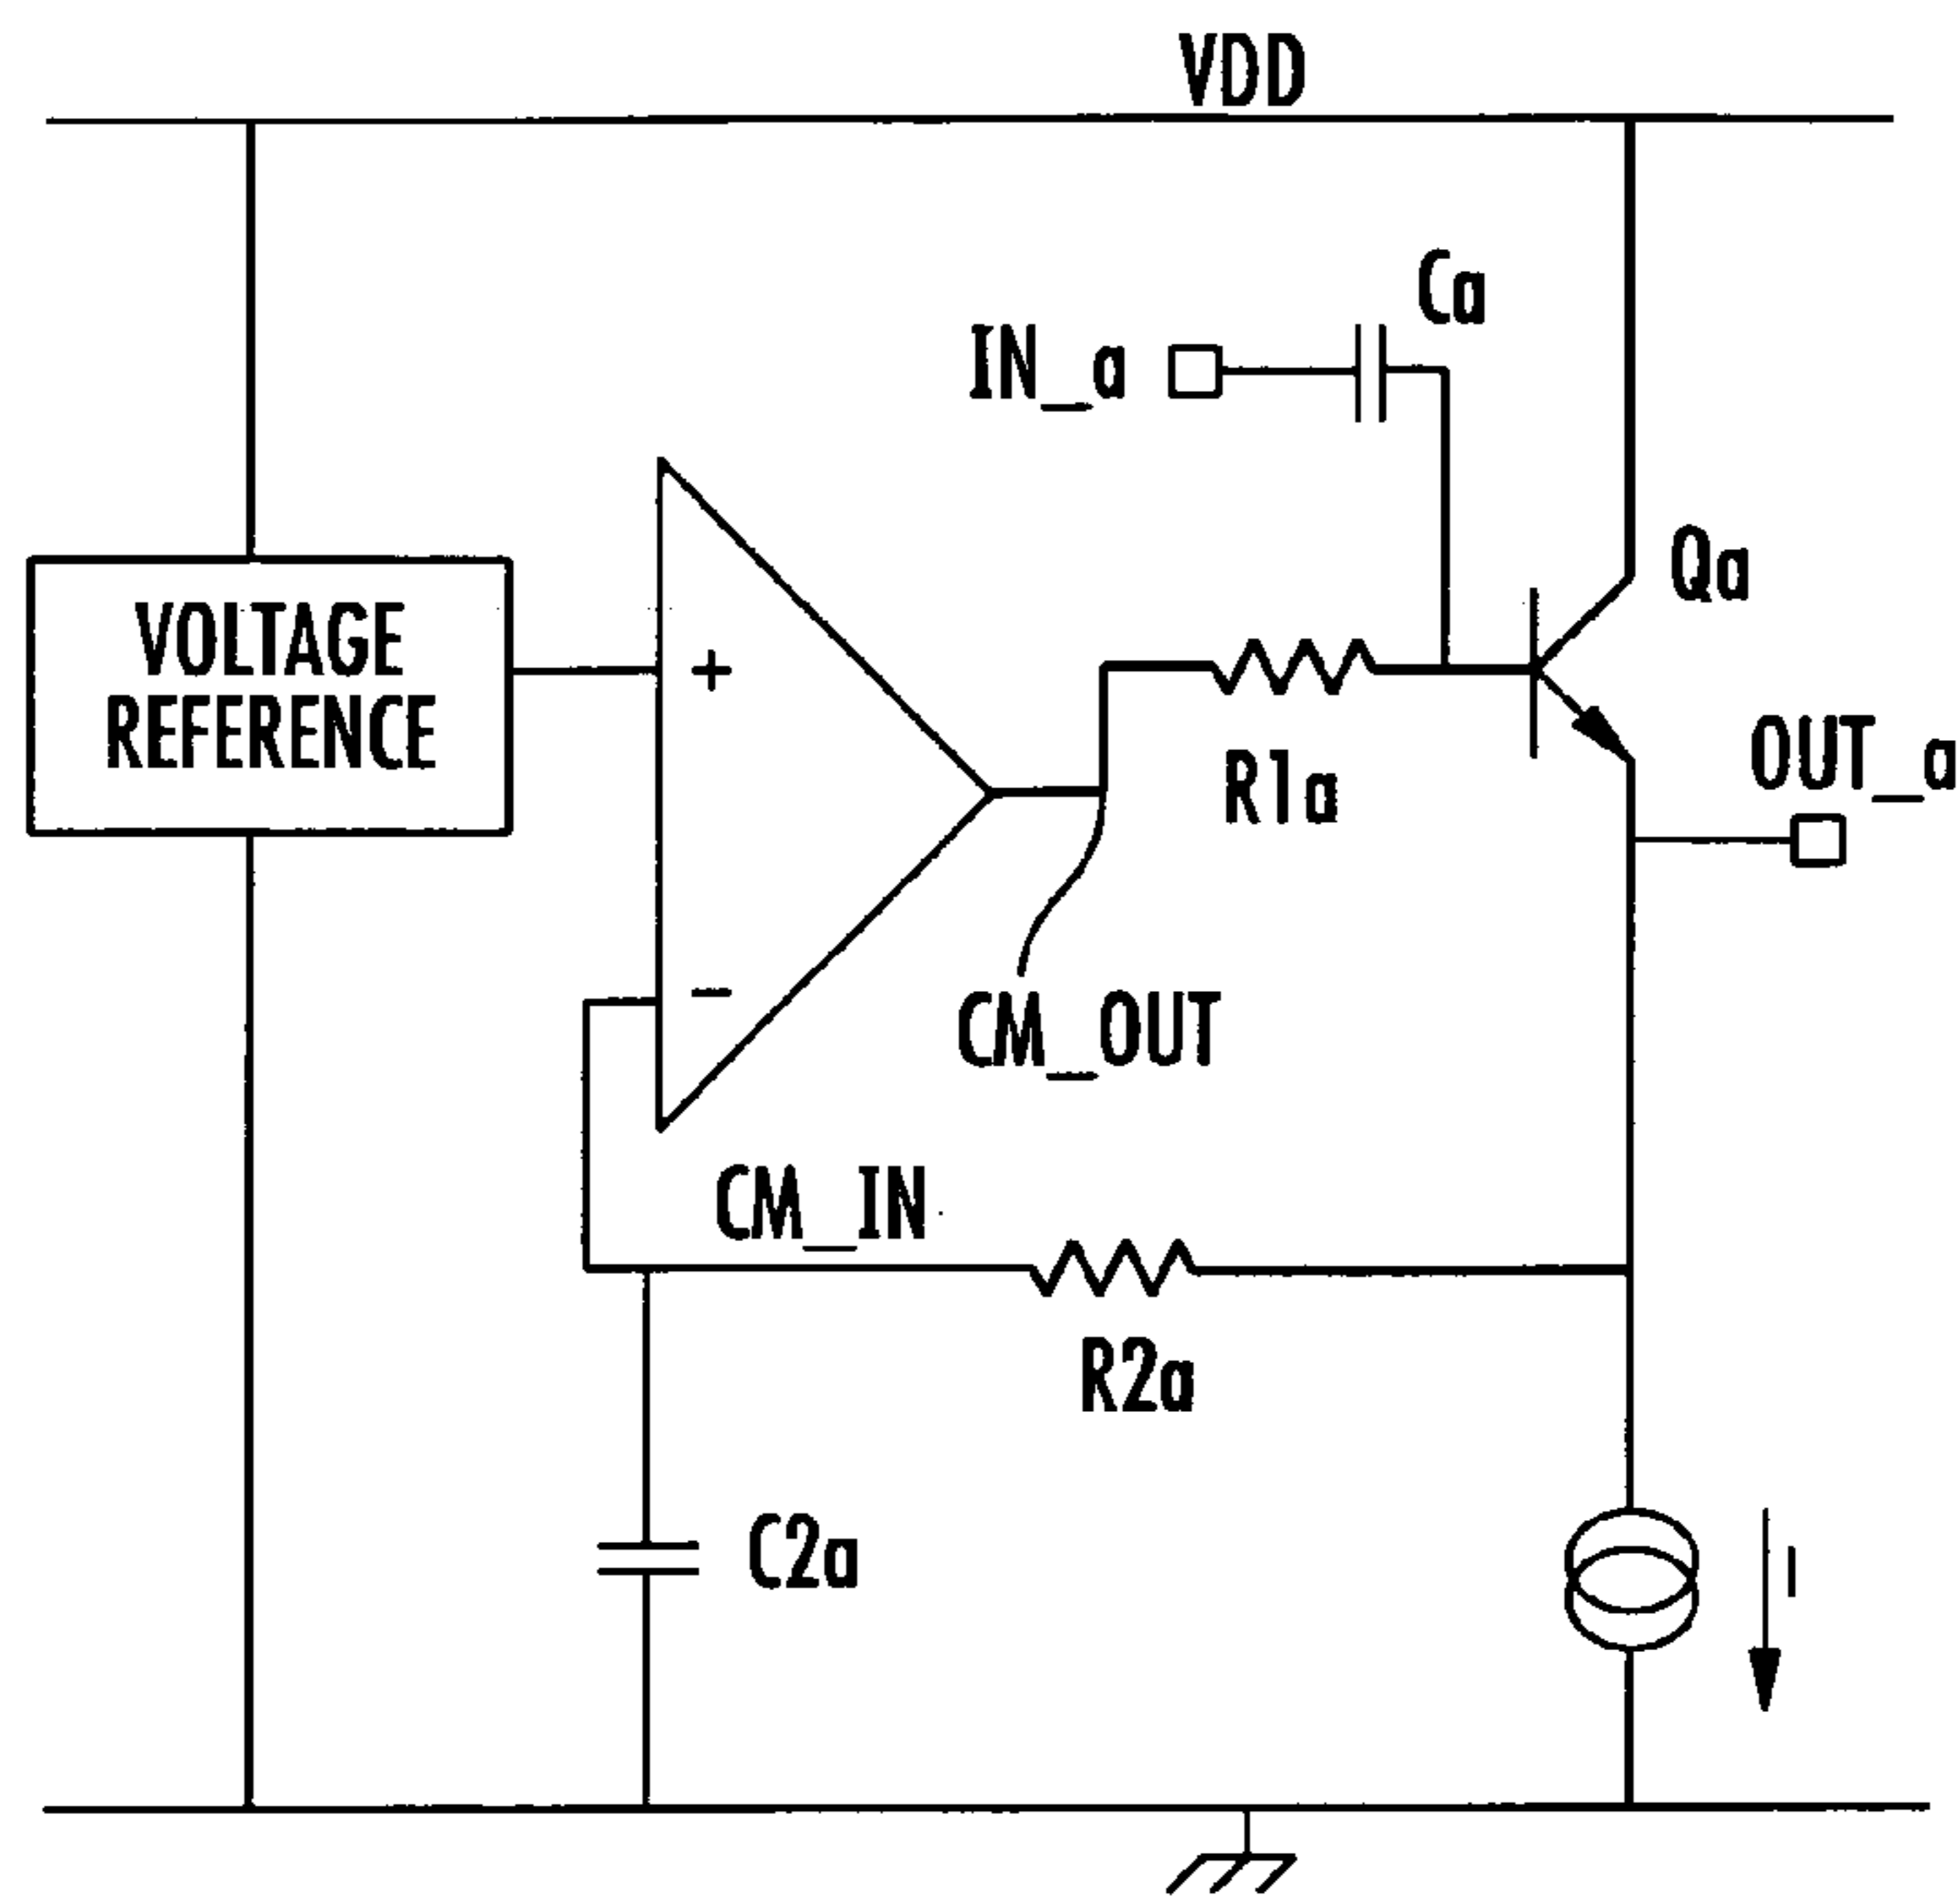 VDD
Ca
IN_a
Qa
VOLTAGE
REFERENCE
+
R1a
OUT_a
-
CM_OUT
CM_IN
R2a
C2a
I